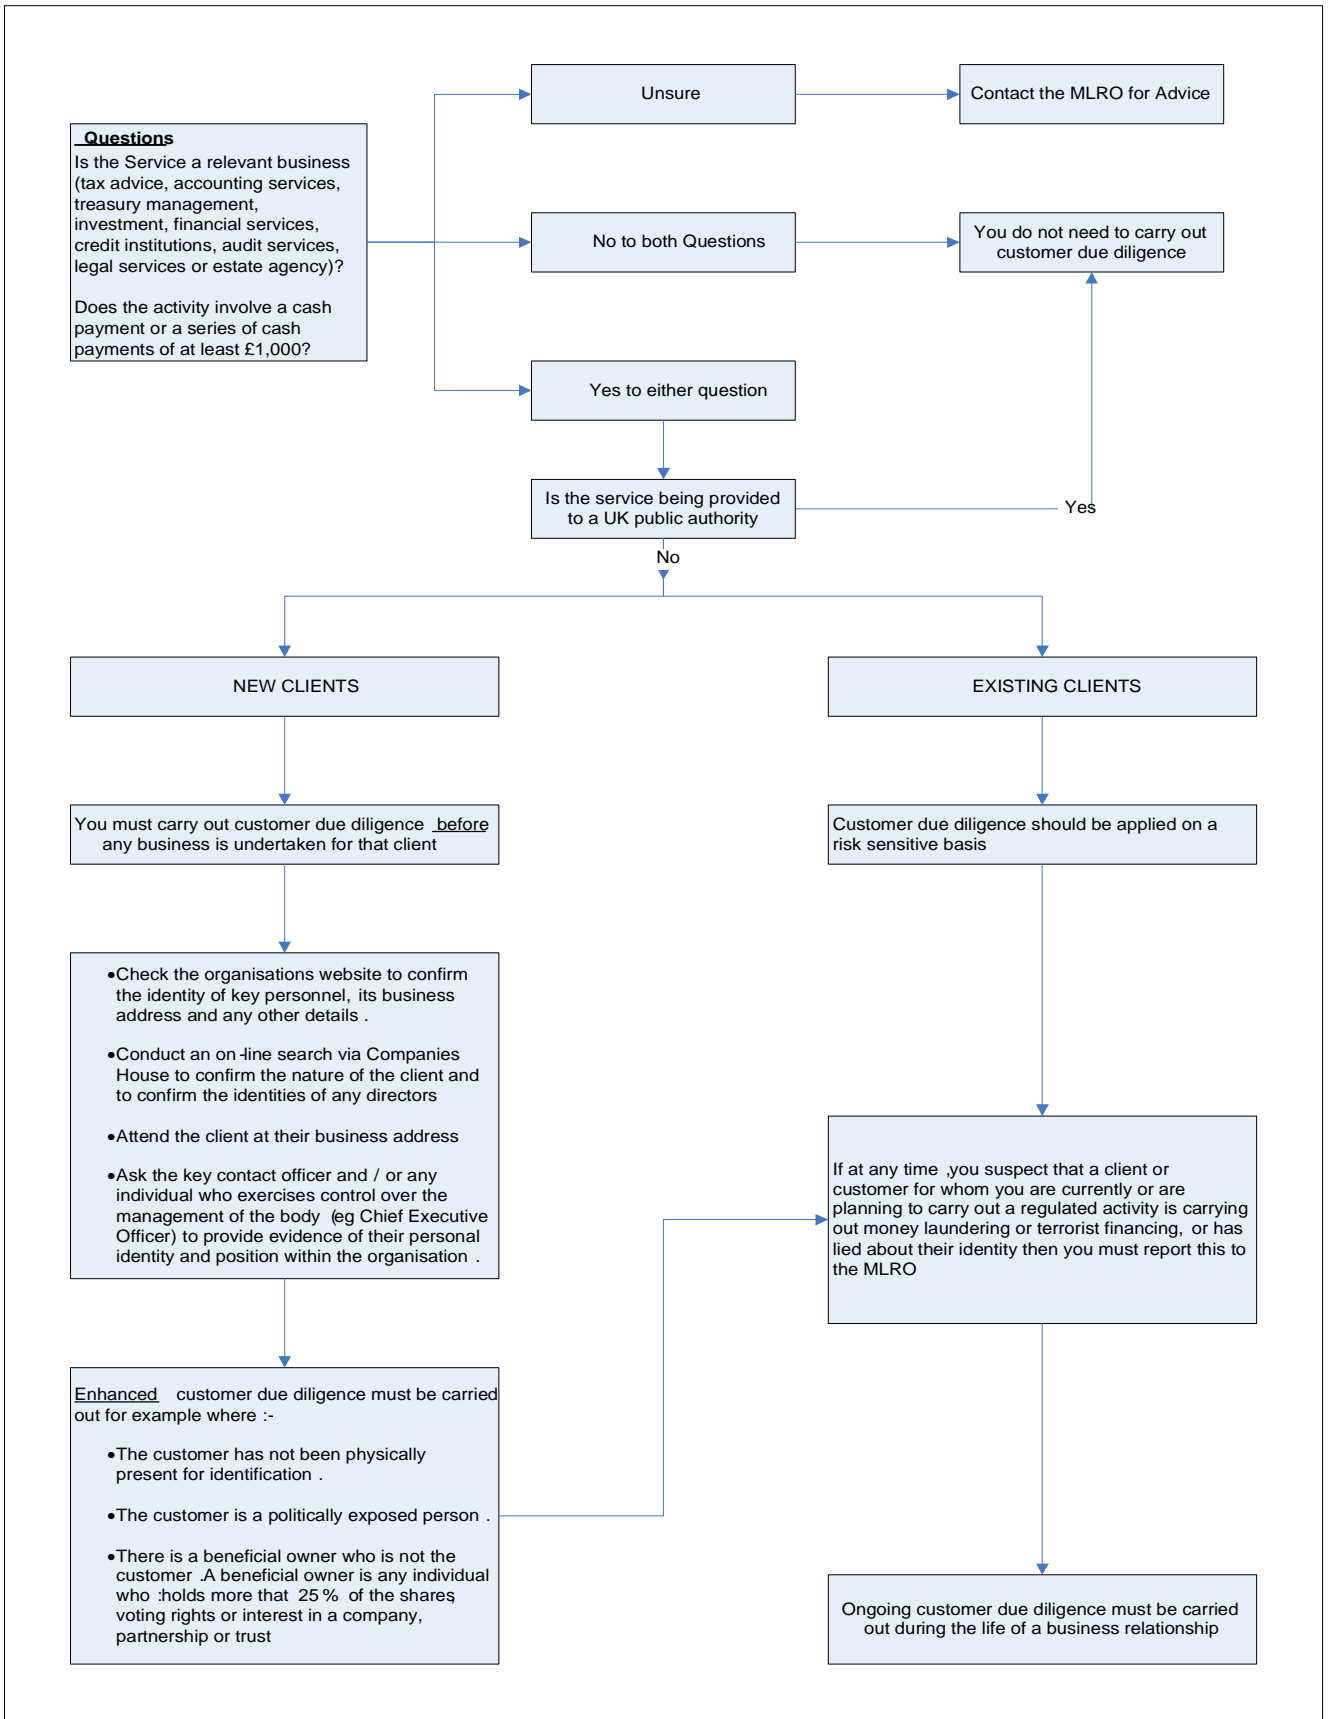 Unsure
Contact the MLRO for Advice
Questions
Is the Service a relevant business
(tax advice, accounting services,
treasury management,
investment, financial services,
credit institutions, audit services,
legal services or estate agency)?
Does the activity involve a cash
payment or a series of cash
payments of at least £1,000?
No to both Questions
You do not need to carry out
customer due diligence
Yes to either question
Is the service being provided
to a UK public authority
Yes
No
NEW CLIENTS
EXISTING CLIENTS
You must carry out customer due diligence before
any business is undertaken for that client
Customer due diligence should be applied on a
risk sensitive basis
•Check the organisations website to confirm
the identity of key personnel, its business
address and any other details .
•Conduct an on-line search via Companies
House to confirm the nature of the client and
to confirm the identities of any directors
•Attend the client at their business address
•Ask the key contact officer and / or any
individual who exercises control over the
management of the body (eg Chief Executive
Officer) to provide evidence of their personal
identity and position within the organisation .
If at any time ,you suspect that a client or
customer for whom you are currently or are
planning to carry out a regulated activity is carrying
out money laundering or terrorist financing, or has
lied about their identity then you must report this to
the MLRO
Enhanced customer due diligence must be carried
out for example where :-
•The customer has not been physically
present for identification .
•The customer is a politically exposed person .
•There is a beneficial owner who is not the
customer .A beneficial owner is any individual
who :holds more that 25% of the shares,
voting rights or interest in a company,
partnership or trust
Ongoing customer due diligence must be carried
out during the life of a business relationship